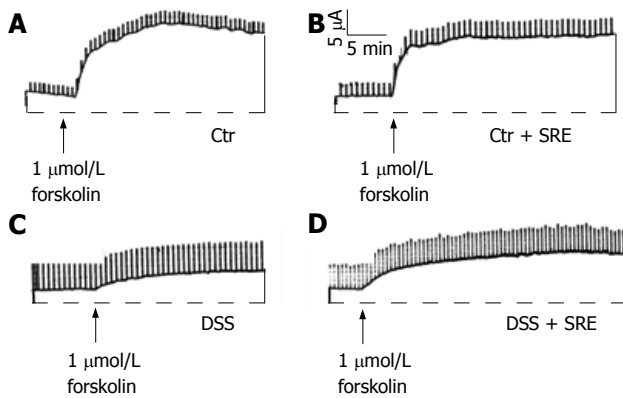 A
Ctr
1 μmol/L
forskolin
B
5 μA
5 min
Ctr + SRE
1 μmol/L
forskolin
C
DSS
1 μmol/L
forskolin
D
DSS + SRE
1 μmol/L
forskolin